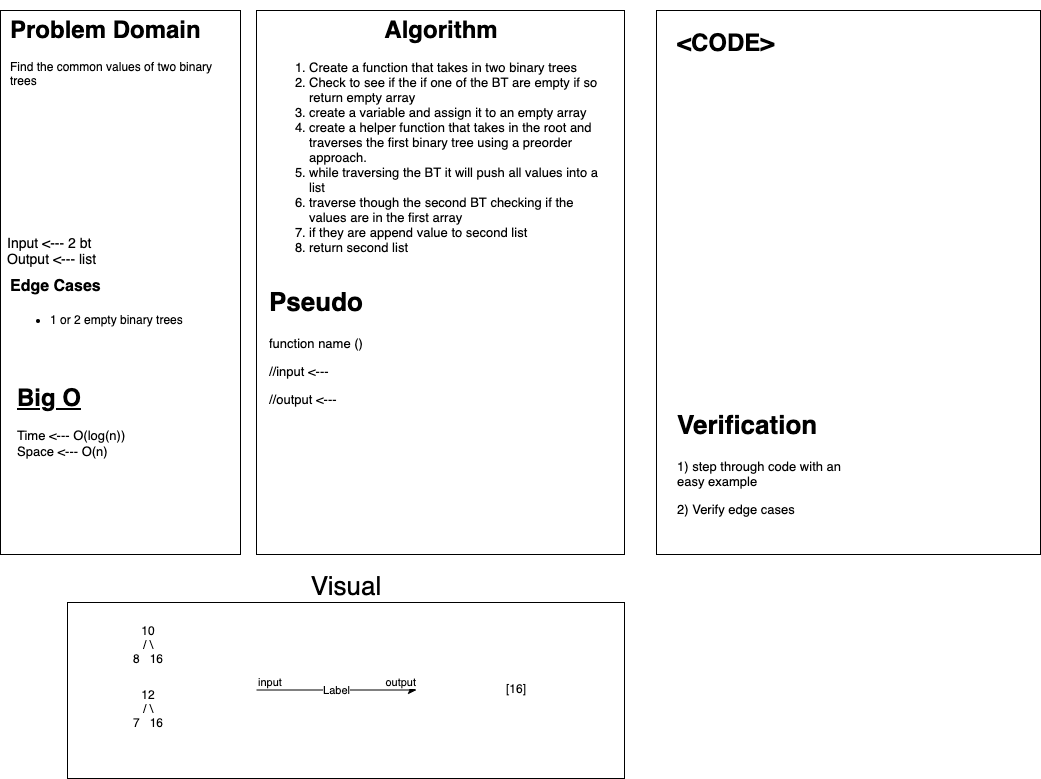 Problem Domain
Find the common values of two binary
trees
Input <--- 2 bt
Output <--- list
Edge Cases
• 1 or 2 empty binary trees
Big O
Time <--- O(log(n))
Space <--- O(n)
Algorithm
1. Create a function that takes in two binary trees
2. Check to see if the if one of the BT are empty if so
return empty array
3. create a variable and assign it to an empty array
4. create a helper function that takes in the root and
traverses the first binary tree using a preorder
approach.
5. while traversing the BT it will push all values into a
list
6. traverse though the second BT checking if the
values are in the first array
7. if they are append value to second list
8. return second list
Pseudo
function name ()
//input <---
//output <---
<CODE>
Verification
1) step through code with an
easy example
2) Verify edge cases
Visual
10
/ \
8 16
12
/ \
7 16
input
Label
output
[16]